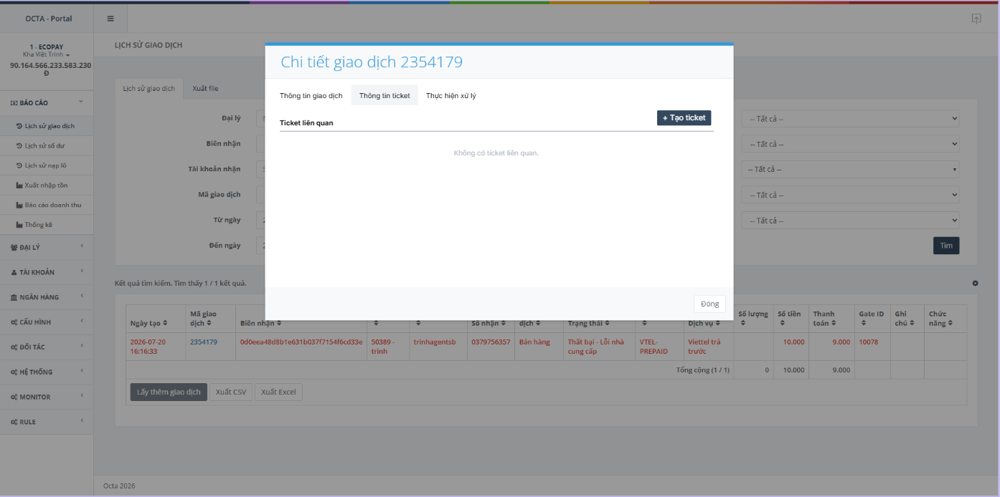 OCTA - Portal
1 - ECOPAY
Kha Việt Trinh
90.164.566.233.583.230
Đ
BÁO CÁO
Lịch sử giao dịch
Lịch sử số dư
Lịch sử nạp lô
Xuất nhập tồn
Báo cáo doanh thu
Thống kê
ĐẠI LÝ
TÀI KHOẢN
NGÂN HÀNG
CẤU HÌNH
ĐỐI TÁC
HỆ THỐNG
MONITOR
RULE
LỊCH SỬ GIAO DỊCH
Lịch sử giao dịch
Xuất file
Đại lý
-- Tất cả --
Biên nhận
-- Tất cả --
Tài khoản nhận
-- Tất cả --
Mã giao dịch
-- Tất cả --
Từ ngày
-- Tất cả --
Đến ngày
Tìm
Chi tiết giao dịch 2354179
Thông tin giao dịch
Thông tin ticket
Thực hiện xử lý
Ticket liên quan
+ Tạo ticket
Không có ticket liên quan.
Đóng
Kết quả tìm kiếm. Tìm thấy 1 / 1 kết quả.
Ngày tạo
Mã giao dịch
Biên nhận
Số nhận
dịch
Trạng thái
Dịch vụ
Số lượng
Số tiền
Thanh toán
Gate ID
Ghi chú
Chức năng
2026-07-20 16:16:33
2354179
0d0eea48d8b1e631b037f7154f6cd33e
50389 - trinh
trinhagentsb
0379756357
Bán hàng
Thất bại - Lỗi nhà cung cấp
VTEL-PREPAID
Viettel trả trước
10.000
9.000
10078
Tổng cộng (1 / 1)
0
10.000
9.000
Lấy thêm giao dịch
Xuất CSV
Xuất Excel
Octa 2026